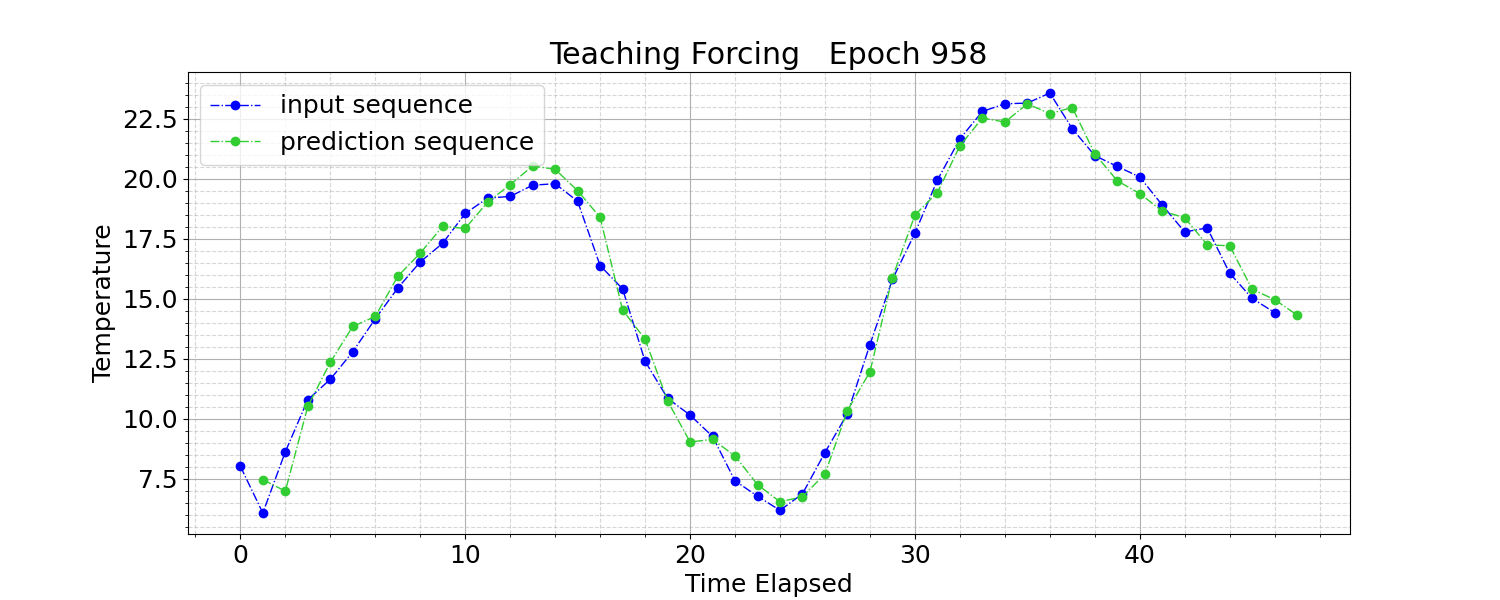 Teaching Forcing   Epoch 958
input sequence
prediction sequence
22.5
20.0
17.5
15.0
12.5
10.0
7.5
Temperature
0 10 20 30 40
Time Elapsed